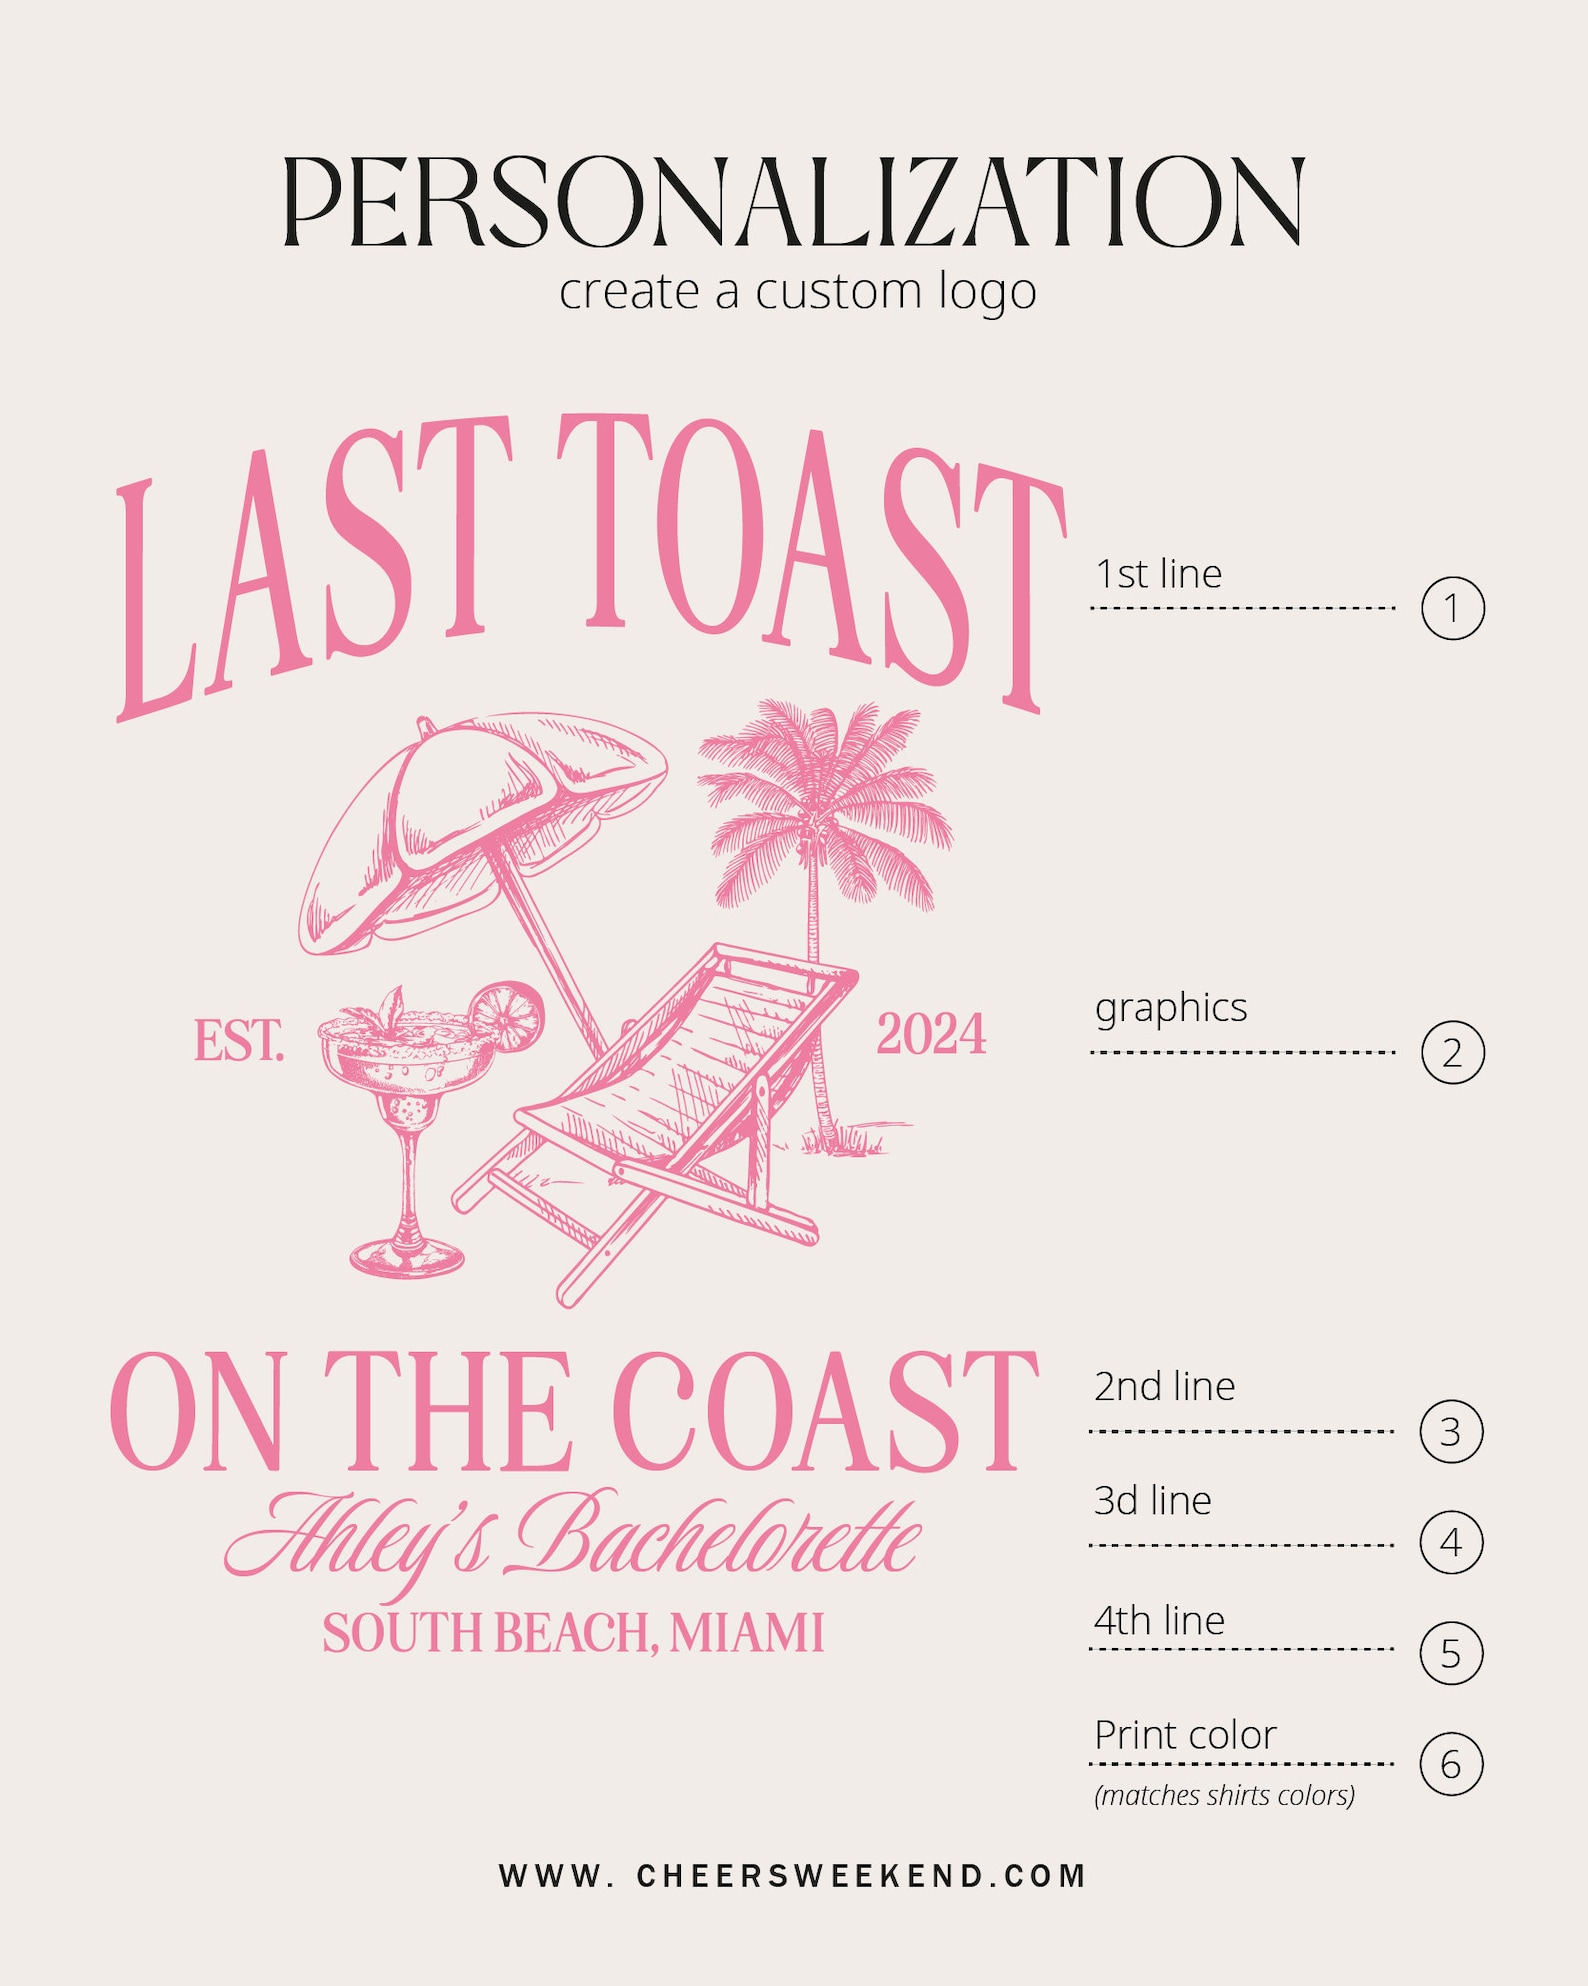 PERSONALIZATION
create a custom logo
LAST TOAST
1st line
1
EST.
2024
graphics
2
ON THE COAST
2nd line
3
Ahley's Bachelorette
3d line
4
SOUTH BEACH, MIAMI
4th line
5
Print color
6
(matches shirts colors)
WWW. CHEERSWEEKEND.COM